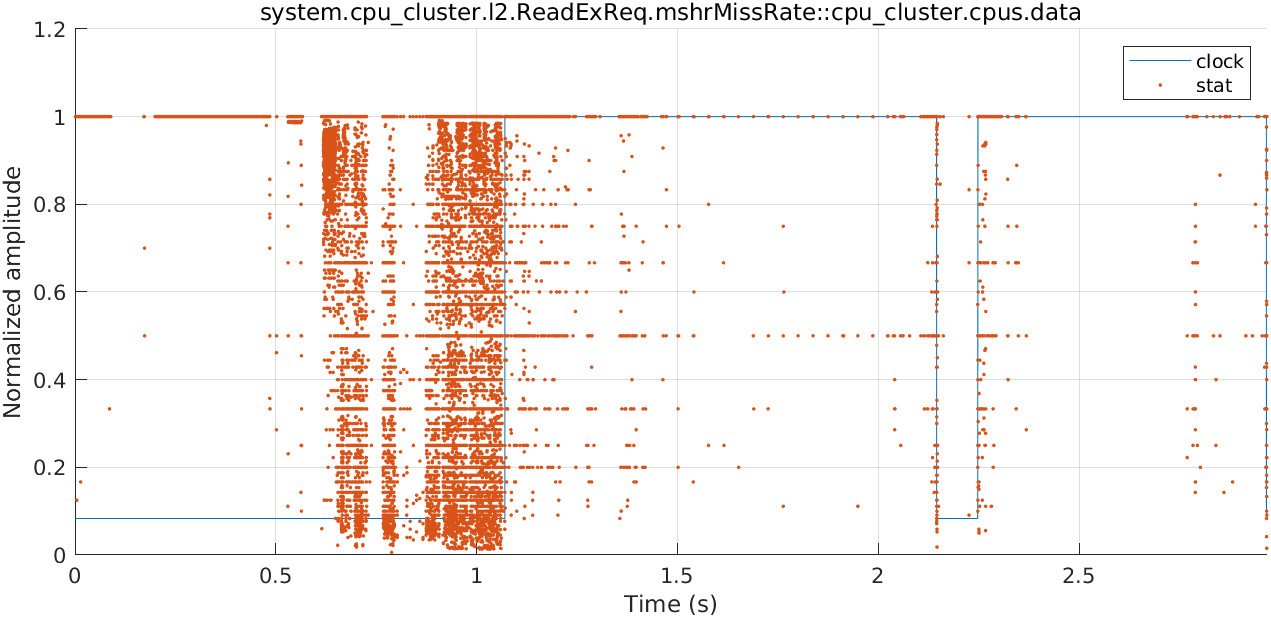 system.cpu_cluster.l2.ReadExReq.mshrMissRate::cpu_cluster.cpus.data
1.2
clock
stat
1
0.8
Normalized amplitude
0.6
0.4
0.2
0
0 0.5 1 1.5 2 2.5
Time (s)